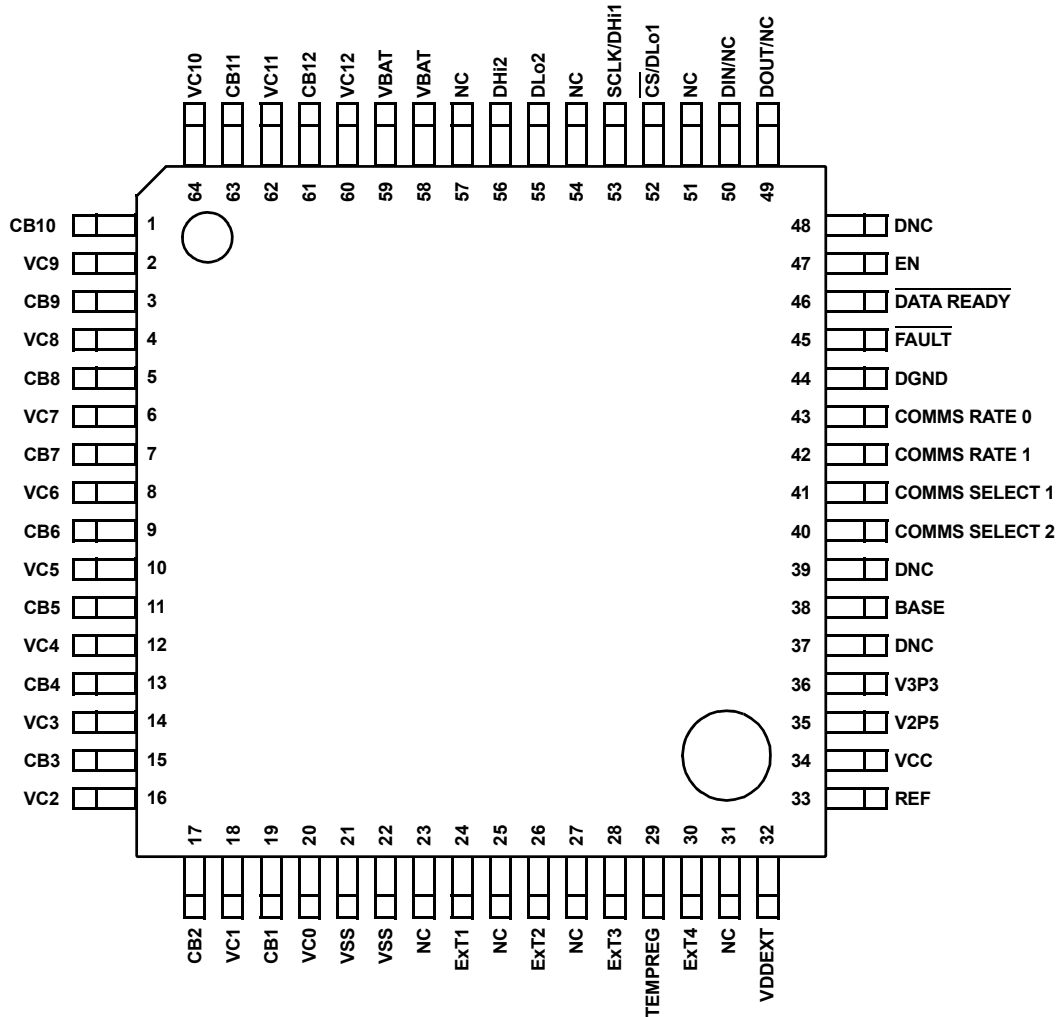 VC10 CB11 VC11 CB12 VC12 VBAT VBAT NC DHi2 DLo2 NC SCLK/DHi1 CS/DLo1 NC DIN/NC DOUT/NC
64 63 62 61 60 59 58 57 56 55 54 53 52 51 50 49
CB10 1 48 DNC
VC9 2 47 EN
CB9 3 46 DATA READY
VC8 4 45 FAULT
CB8 5 44 DGND
VC7 6 43 COMMS RATE 0
CB7 7 42 COMMS RATE 1
VC6 8 41 COMMS SELECT 1
CB6 9 40 COMMS SELECT 2
VC5 10 39 DNC
CB5 11 38 BASE
VC4 12 37 DNC
CB4 13 36 V3P3
VC3 14 35 V2P5
CB3 15 34 VCC
VC2 16 33 REF
17 18 19 20 21 22 23 24 25 26 27 28 29 30 31 32
CB2 VC1 CB1 VC0 VSS VSS NC ExT1 NC ExT2 NC ExT3 TEMPREG ExT4 NC VDDEXT